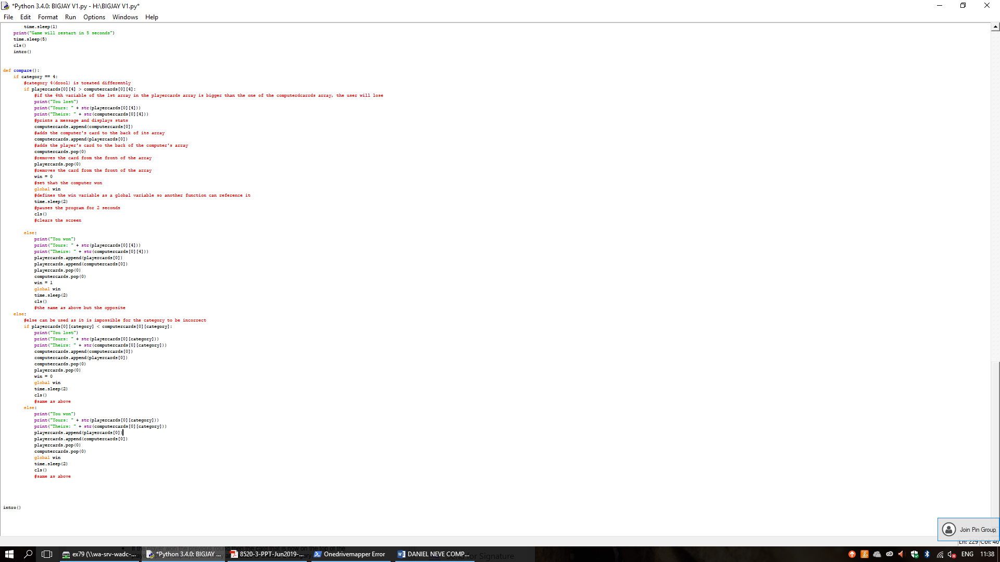 *Python 3.4.0: BIGJAY V1.py - H:\BIGJAY V1.py*
File Edit Format Run Options Windows Help
        time.sleep(1)
    print("Game will restart in 5 seconds")
    time.sleep(5)
    cls()
    intro()
def compare():
    if category == 4:
        #category 4(drool) is treated differently
        if playercards[0][4] > computercards[0][4]:
            #if the 4th variable of the 1st array in the playercards array is bigger than the one of the computerdcarrds array, the user will lose
            print("You lost")
            print("Yours: " + str(playercards[0][4]))
            print("Theirs: " + str(computercards[0][4]))
            #prints a message and displays stats
            computercards.append(computercards[0])
            #adds the computer's card to the back of its array
            computercards.append(playercards[0])
            #adds the player's card to the back of the computer's array
            computercards.pop(0)
            #removes the card from the front of the array
            playercards.pop(0)
            #removes the card from the front of the array
            win = 0
            #set that the computer won
            global win
            #defines the win variable as a global variable so another function can reference it
            time.sleep(2)
            #pauses the program for 2 seconds
            cls()
            #clears the screen
        else:
            print("You won")
            print("Yours: " + str(playercards[0][4]))
            print("Theirs: " + str(computercards[0][4]))
            playercards.append(playercards[0])
            playercards.append(computercards[0])
            playercards.pop(0)
            computercards.pop(0)
            win = 1
            global win
            time.sleep(2)
            cls()
            #the same as above but the opposite
    else:
        #else can be used as it is impossible for the category to be incorrect
        if playercards[0][category] < computercards[0][category]:
            print("You lost")
            print("Yours: " + str(playercards[0][category]))
            print("Theirs: " + str(computercards[0][category]))
            computercards.append(computercards[0])
            computercards.append(playercards[0])
            computercards.pop(0)
            playercards.pop(0)
            win = 0
            global win
            time.sleep(2)
            cls()
            #same as above
        else:
            print("You won")
            print("Yours: " + str(playercards[0][category]))
            print("Theirs: " + str(computercards[0][category]))
            playercards.append(playercards[0])
            playercards.append(computercards[0])
            playercards.pop(0)
            computercards.pop(0)
            global win
            time.sleep(2)
            cls()
            #same as above
intro()
Join Pin Group
Ln: 229 Col: 46
ex79 (\\wa-srv-wadc-... *Python 3.4.0: BIGJAY ... 8520-3-PPT-Jun2019-... Onedrivemapper Error DANIEL NEVE COMP... ENG 11:38